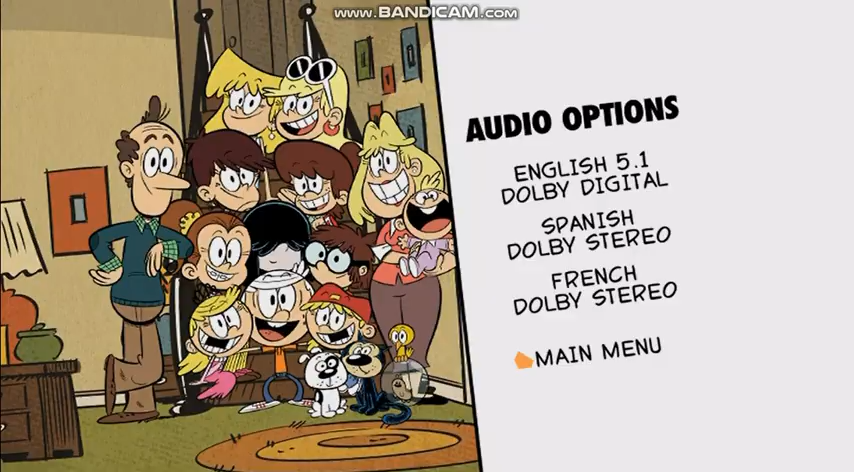 www.BANDICAM.com
AUDIO OPTIONS
ENGLISH 5.1
DOLBY DIGITAL
SPANISH
DOLBY STEREO
FRENCH
DOLBY STEREO
MAIN MENU